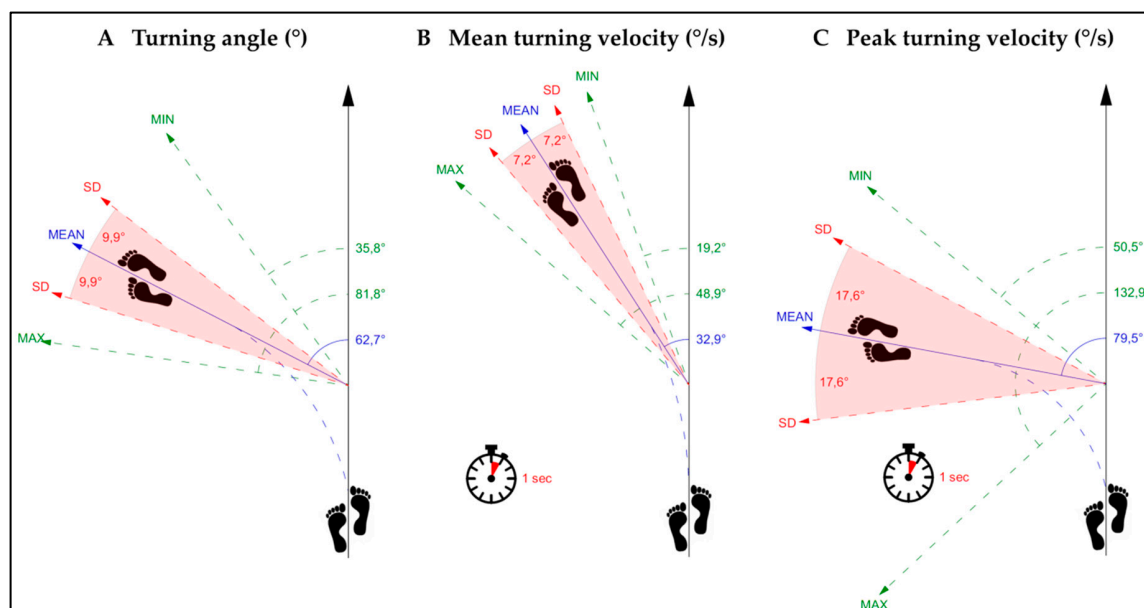 A Turning angle (°)
MIN
SD
MEAN
9,9°
9,9°
SD
MAX
35,8°
81,8°
62,7°
B Mean turning velocity (°/s)
MIN
SD
MEAN
SD
7,2°
7,2°
MAX
19,2°
48,9°
32,9°
1 sec
C Peak turning velocity (°/s)
MIN
SD
17,6°
MEAN
17,6°
SD
50,5°
132,9°
79,5°
1 sec
MAX